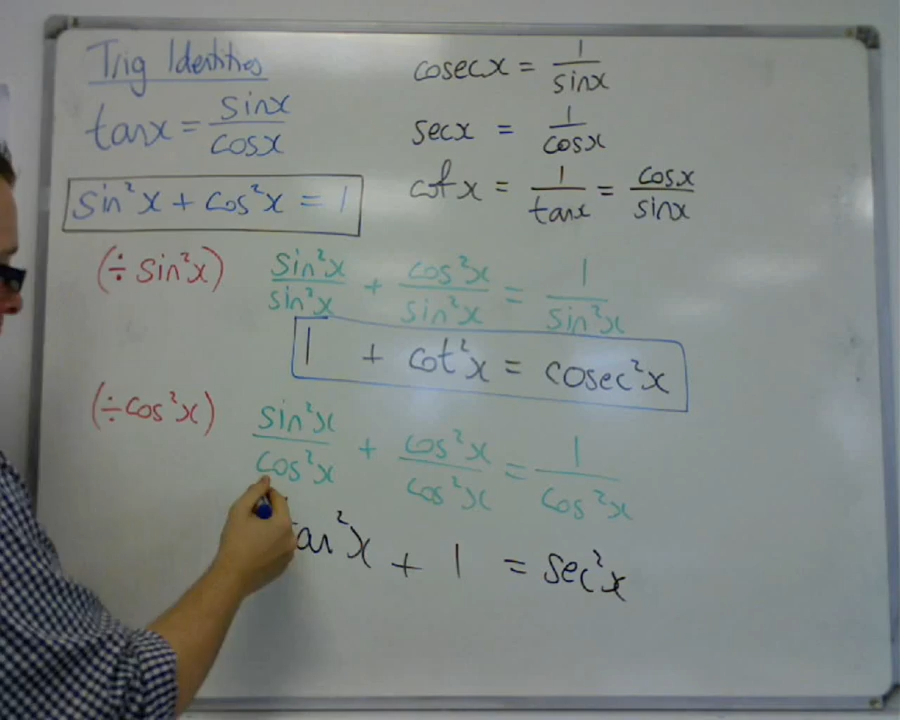 Trig Identities
tanx = sinx/cosx
sin²x + cos²x = 1
cosecx = 1/sinx
secx = 1/cosx
cotx = 1/tanx = cosx/sinx
(÷ sin²x) sin²x/sin²x + cos²x/sin²x = 1/sin²x
1 + cot²x = cosec²x
(÷cos²x) sin²x/cos²x + cos²x/cos²x = 1/cos²x
tan²x + 1 = sec²x